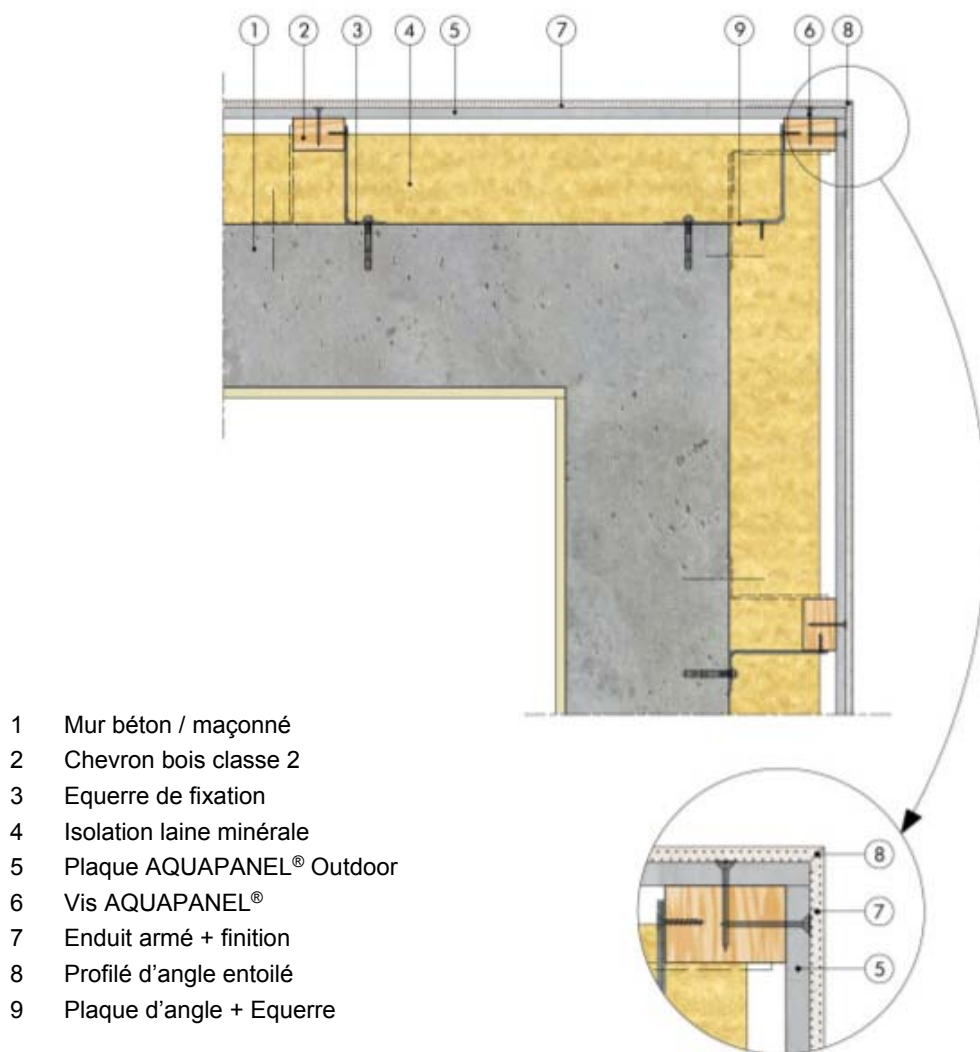 1 2 3 4 5 7 9 6 8
1 Mur béton / maçonné
2 Chevron bois classe 2
3 Equerre de fixation
4 Isolation laine minérale
5 Plaque AQUAPANEL® Outdoor
6 Vis AQUAPANEL®
7 Enduit armé + finition
8 Profilé d’angle entoilé
9 Plaque d’angle + Equerre
8
7
5